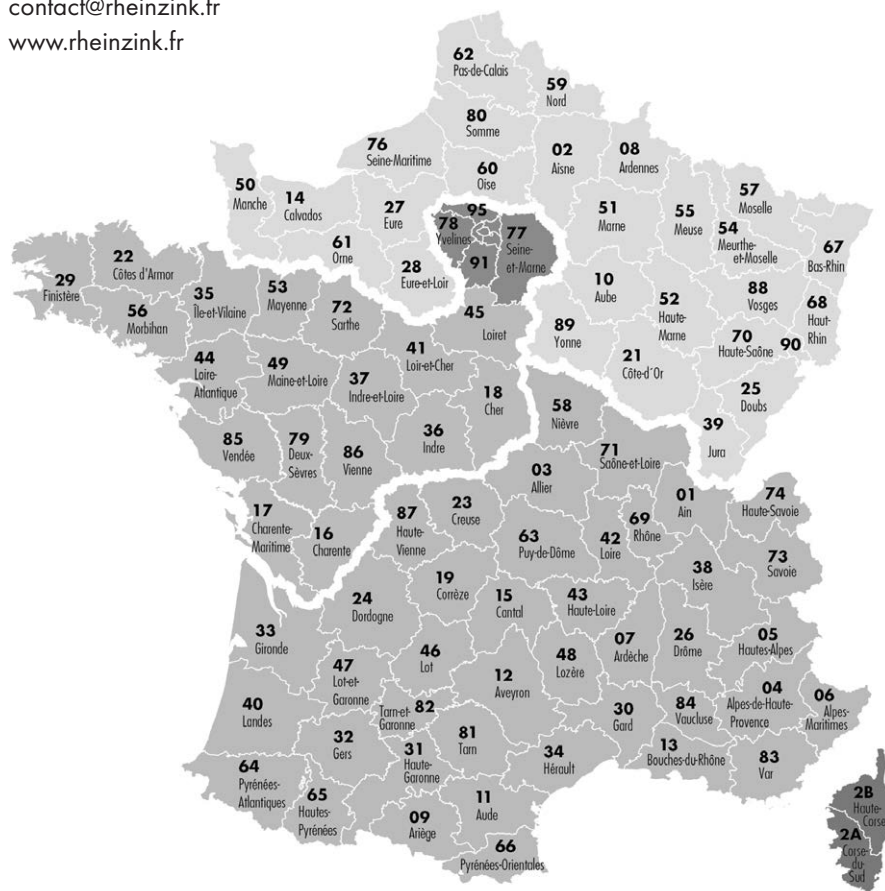 contact@rheinzink.fr
www.rheinzink.fr
62
Pas-de-Calais
59
Nord
80
Somme
76
Seine-Maritime
02
Aisne
08
Ardennes
60
Oise
50
Manche
14
Calvados
27
Eure
95
78
Yvelines
77
Seine-
et-Marne
91
51
Marne
55
Meuse
57
Moselle
54
Meurthe-
et-Moselle
67
Bas-Rhin
61
Orne
28
Eure-et-Loir
22
Côtes d'Armor
29
Finistère
35
Île-et-Vilaine
53
Mayenne
56
Morbihan
72
Sarthe
45
Loiret
10
Aube
52
Haute-
Marne
88
Vosges
68
Haut-
Rhin
89
Yonne
70
Haute-Saône
90
21
Côte-d´Or
25
Doubs
39
Jura
44
Loire-
Atlantique
49
Maine-et-Loire
37
Indre-et-Loire
41
Loir-et-Cher
18
Cher
58
Nièvre
85
Vendée
79
Deux-
Sèvres
86
Vienne
36
Indre
71
Saône-et-Loire
03
Allier
01
Ain
74
Haute-Savoie
17
Charente-
Maritime
16
Charente
87
Haute-
Vienne
23
Creuse
63
Puy-de-Dôme
42
Loire
69
Rhône
73
Savoie
38
Isère
24
Dordogne
19
Corrèze
15
Cantal
43
Haute-Loire
33
Gironde
46
Lot
07
Ardèche
26
Drôme
05
Hautes-Alpes
47
Lot-et-
Garonne
12
Aveyron
48
Lozère
40
Landes
Tarn-et-
Garonne
82
30
Gard
84
Vaucluse
04
Alpes-de-Haute-
Provence
06
Alpes-
Maritimes
32
Gers
31
Haute-
Garonne
81
Tarn
34
Hérault
13
Bouches-du-Rhône
83
Var
64
Pyrénées-
Atlantiques
65
Hautes-
Pyrénées
09
Ariège
11
Aude
66
Pyrénées-Orientales
2B
Haute-
Corse
2A
Corse-
du-
Sud